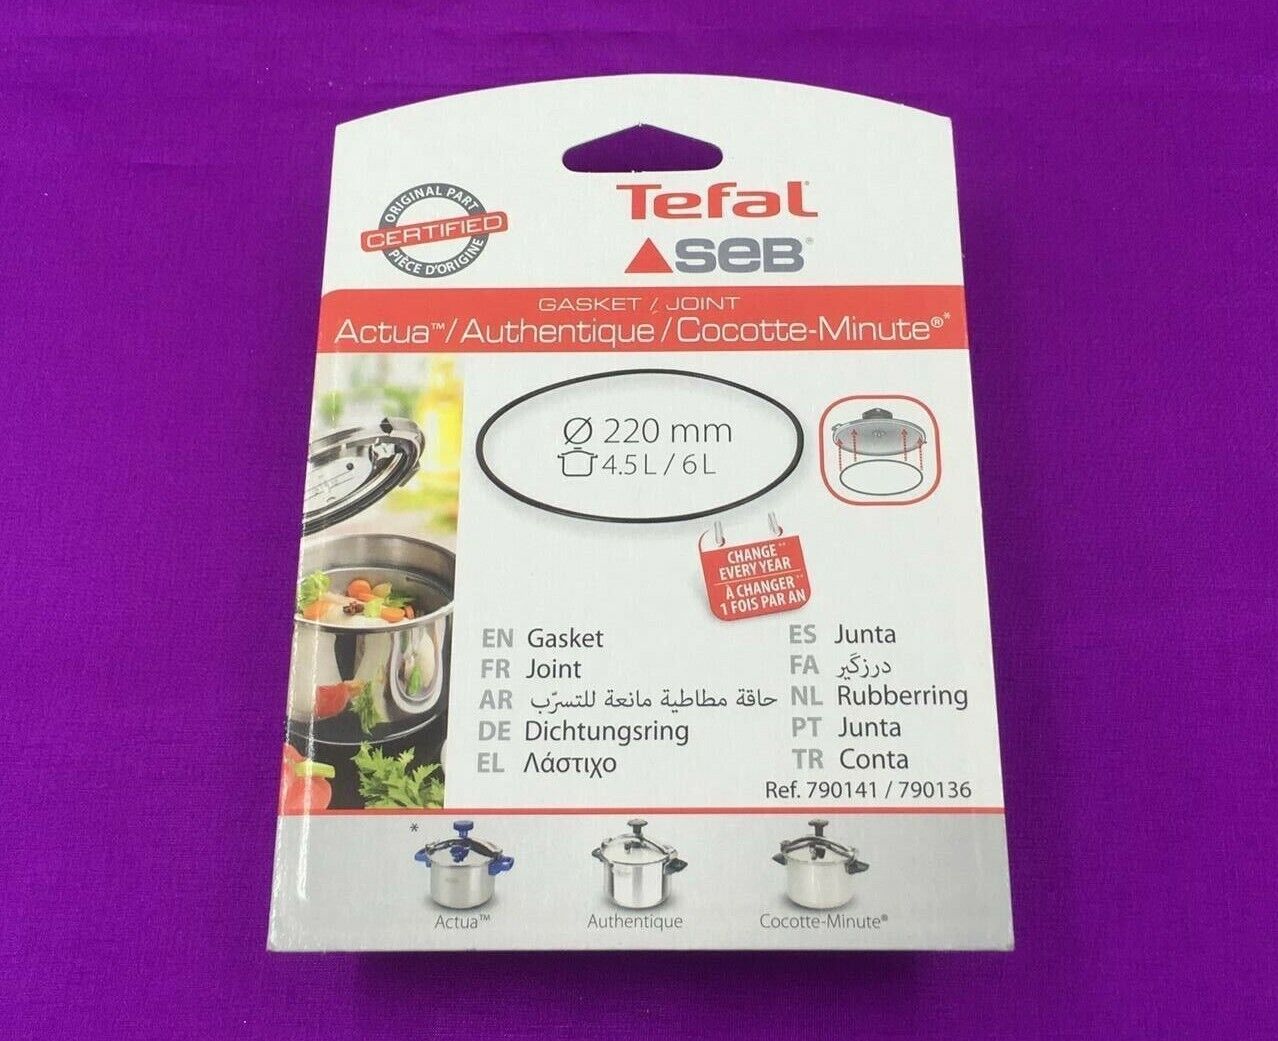 ORIGINAL PART
CERTIFIED
PIÈCE D'ORIGINE
Tefal®
SEB®
GASKET / JOINT
Actua™/Authentique/Cocotte-Minute®*
Ø 220 mm
4.5 L / 6 L
CHANGE**
EVERY YEAR
À CHANGER**
1 FOIS PAR AN
EN Gasket
FR Joint
AR حاقة مطاطية مانعة للتسرّب
DE Dichtungsring
EL Λάστιχο
ES Junta
FA درزگیر
NL Rubberring
PT Junta
TR Conta
Ref. 790141 / 790136
*
Actua™
Authentique
Cocotte-Minute®